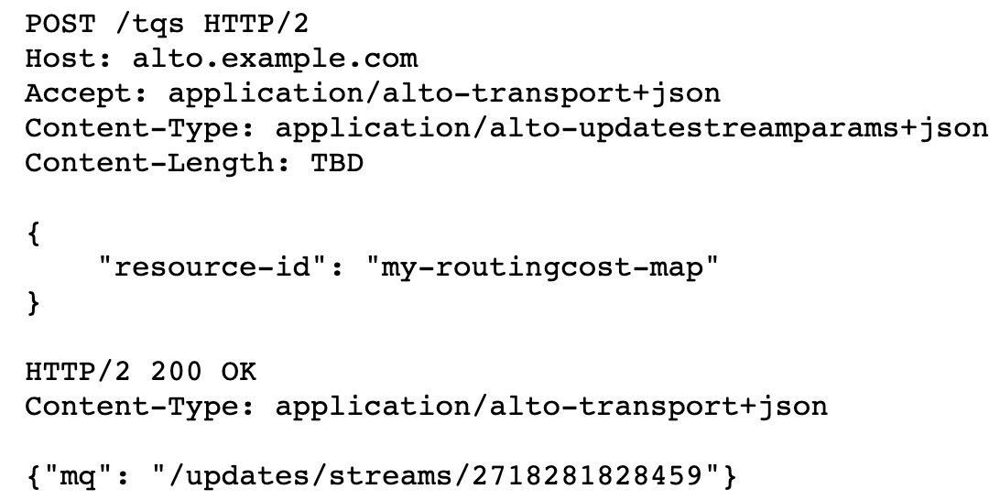 POST /tqs HTTP/2
Host: alto.example.com
Accept: application/alto-transport+json
Content-Type: application/alto-updatestreamparams+json
Content-Length: TBD

{
    "resource-id": "my-routingcost-map"
}

HTTP/2 200 OK
Content-Type: application/alto-transport+json

{"mq": "/updates/streams/2718281828459"}